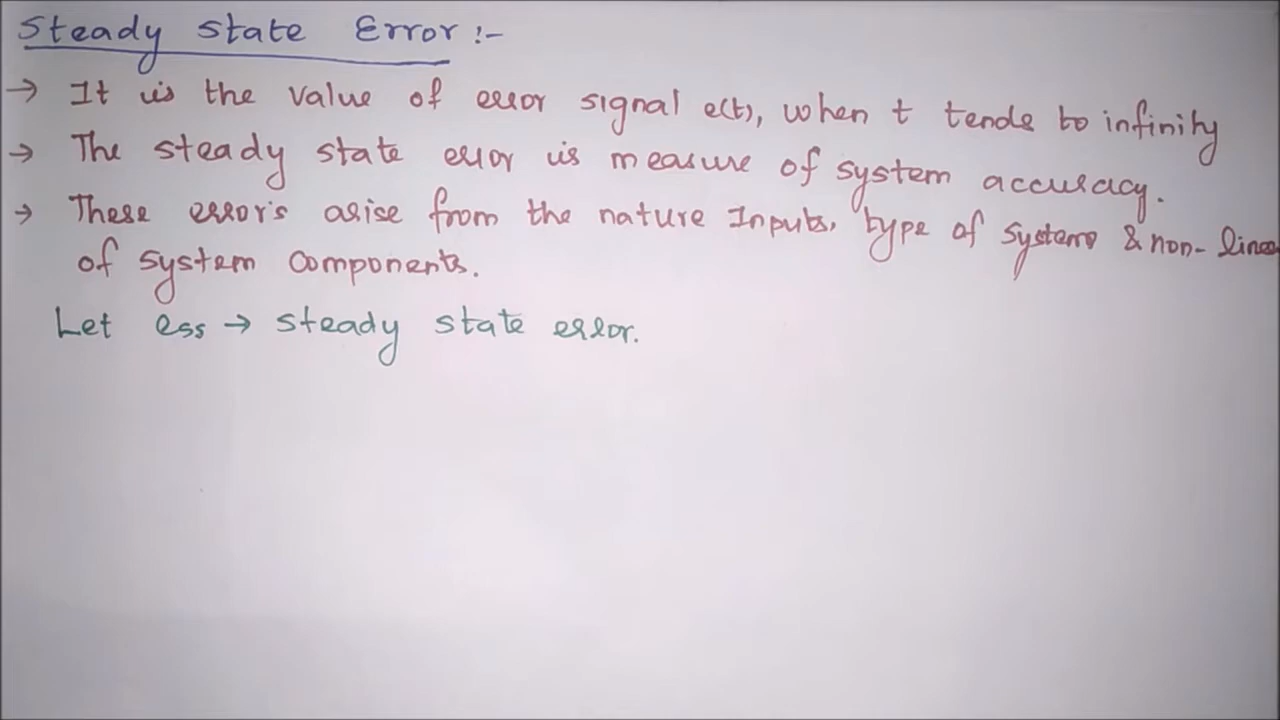 Steady state Error :-
→ It is the value of error signal e(t), when t tends to infinity
→ The steady state error is measure of system accuracy.
→ These error's arise from the nature Inputs, type of systems & non-linea
of system components.
Let ess → steady state error.